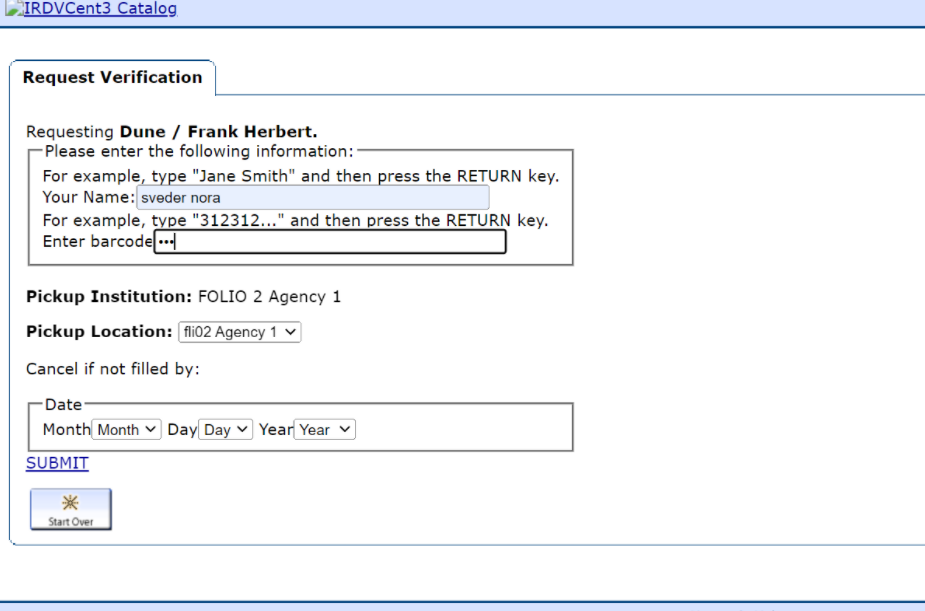 IRDVCent3 Catalog
Request Verification
Requesting Dune / Frank Herbert.
Please enter the following information:
For example, type "Jane Smith" and then press the RETURN key.
Your Name: sveder nora
For example, type "312312..." and then press the RETURN key.
Enter barcode •••
Pickup Institution: FOLIO 2 Agency 1
Pickup Location: fli02 Agency 1
Cancel if not filled by:
Date
Month Month Day Day Year Year
SUBMIT
Start Over